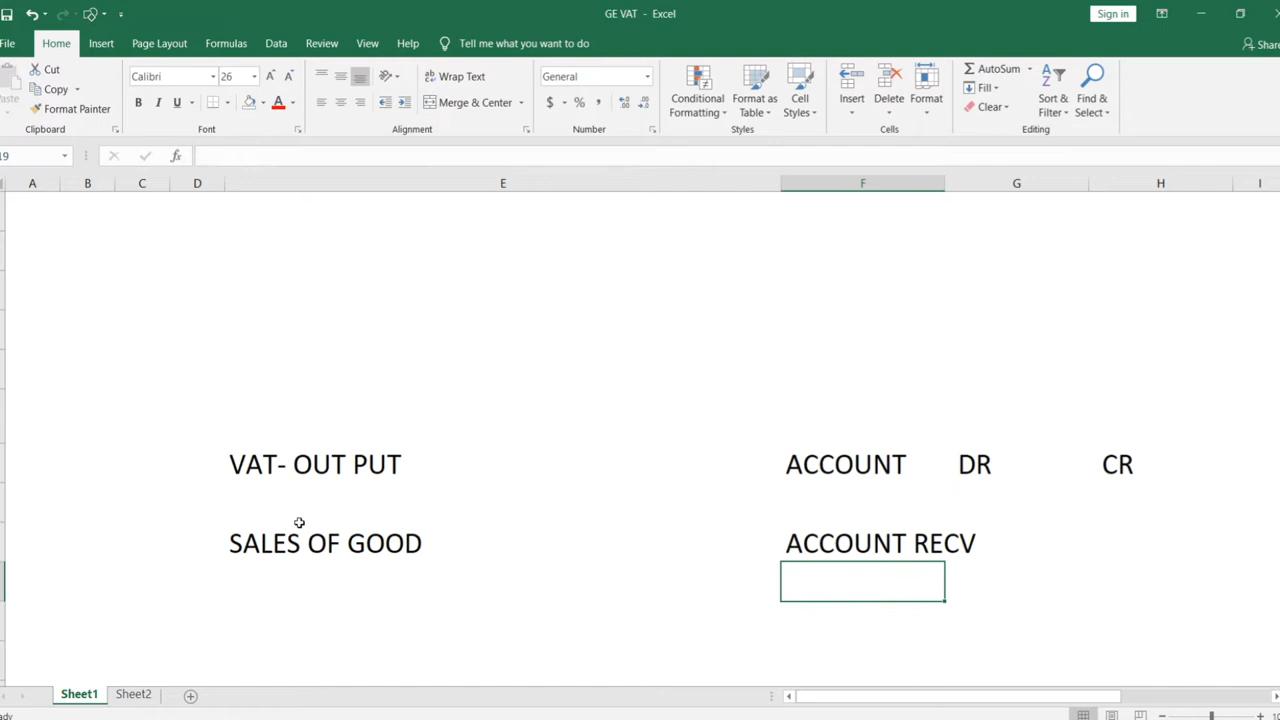 GE VAT - Excel
Sign in
File Home Insert Page Layout Formulas Data Review View Help Tell me what you want to do Share
Paste Cut
Copy
Format Painter
Calibri 26 A A
B I U A
Wrap Text
Merge & Center
General
$ % ,
Conditional Formatting
Format as Table
Cell Styles
Insert Delete Format
AutoSum
Fill
Clear
Sort & Filter
Find & Select
Clipboard Font Alignment Number Styles Cells Editing
19 fx
A B C D E F G H I
VAT- OUT PUT ACCOUNT DR CR
SALES OF GOOD ACCOUNT RECV
Sheet1 Sheet2